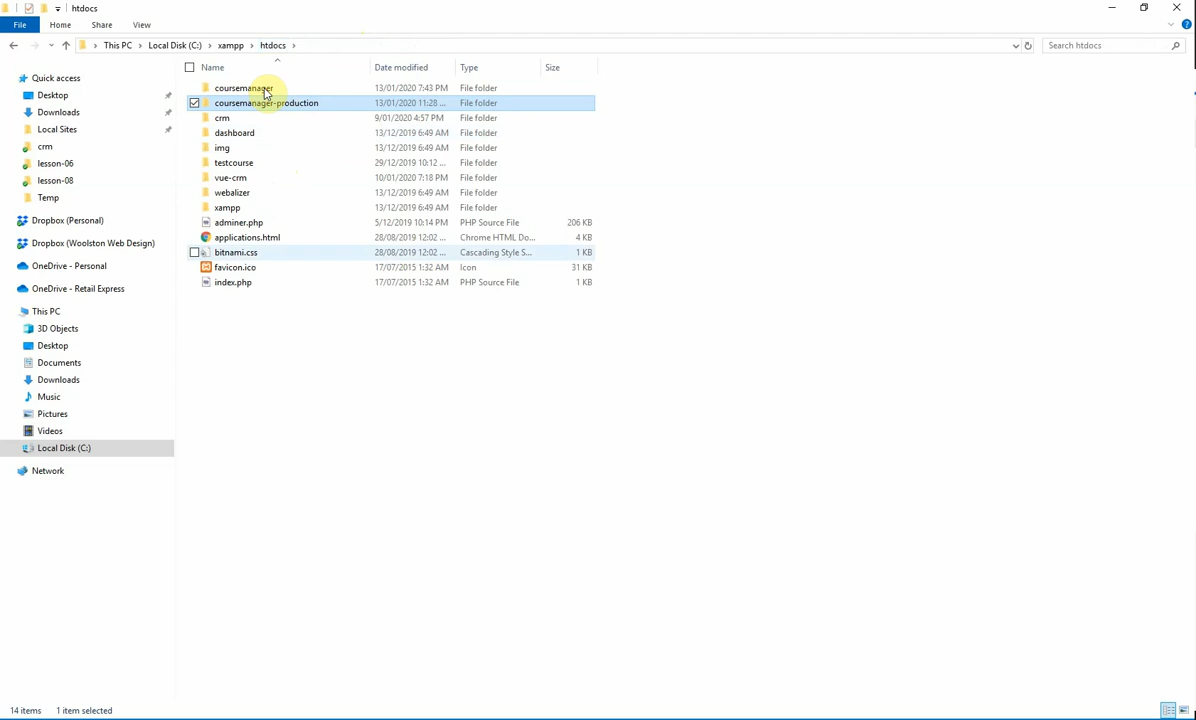 htdocs
File Home Share View
This PC Local Disk (C:) xampp htdocs Search htdocs
Name Date modified Type Size
Quick access
Desktop
Downloads
Local Sites
crm
lesson-06
lesson-08
Temp
Dropbox (Personal)
Dropbox (Woolston Web Design)
OneDrive - Personal
OneDrive - Retail Express
This PC
3D Objects
Desktop
Documents
Downloads
Music
Pictures
Videos
Local Disk (C:)
Network
coursemanager 13/01/2020 7:43 PM File folder
coursemanager-production 13/01/2020 11:28 ... File folder
crm 9/01/2020 4:57 PM File folder
dashboard 13/12/2019 6:49 AM File folder
img 13/12/2019 6:49 AM File folder
testcourse 29/12/2019 10:12 ... File folder
vue-crm 10/01/2020 7:18 PM File folder
webalizer 13/12/2019 6:49 AM File folder
xampp 13/12/2019 6:49 AM File folder
adminer.php 5/12/2019 10:14 PM PHP Source File 206 KB
applications.html 28/08/2019 12:02 ... Chrome HTML Do... 4 KB
bitnami.css 28/08/2019 12:02 ... Cascading Style S... 1 KB
favicon.ico 17/07/2015 1:32 AM Icon 31 KB
index.php 17/07/2015 1:32 AM PHP Source File 1 KB
14 items 1 item selected